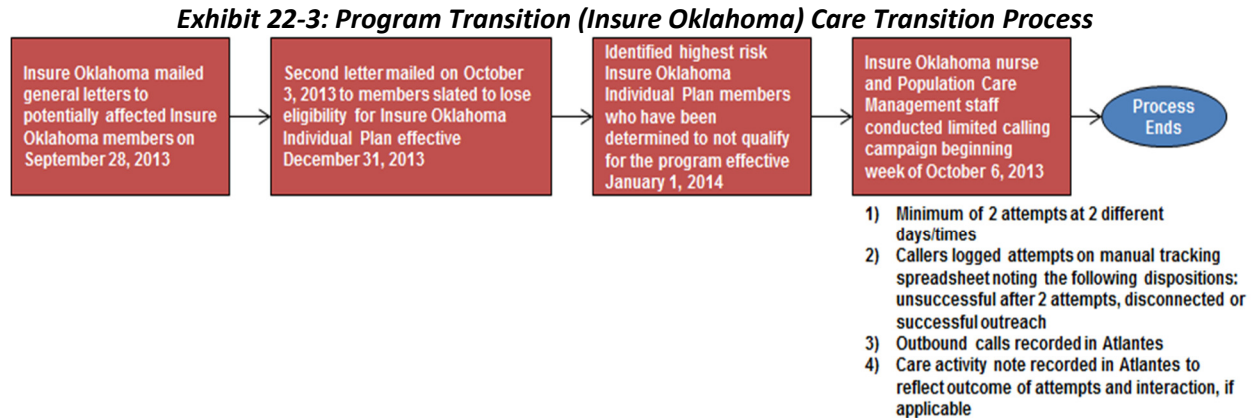 Exhibit 22-3: Program Transition (Insure Oklahoma) Care Transition Process
Insure Oklahoma mailed
general letters to
potentially affected Insure
Oklahoma members on
September 28, 2013
Second letter mailed on October
3, 2013 to members slated to lose
eligibility for Insure Oklahoma
Individual Plan effective
December 31, 2013
Identified highest risk
Insure Oklahoma
Individual Plan members
who have been
determined to not qualify
for the program effective
January 1, 2014
Insure Oklahoma nurse
and Population Care
Management staff
conducted limited calling
campaign beginning
week of October 6, 2013
Process
Ends
1) Minimum of 2 attempts at 2 different
days/times
2) Callers logged attempts on manual tracking
spreadsheet noting the following dispositions:
unsuccessful after 2 attempts, disconnected or
successful outreach
3) Outbound calls recorded in Atlantes
4) Care activity note recorded in Atlantes to
reflect outcome of attempts and interaction, if
applicable